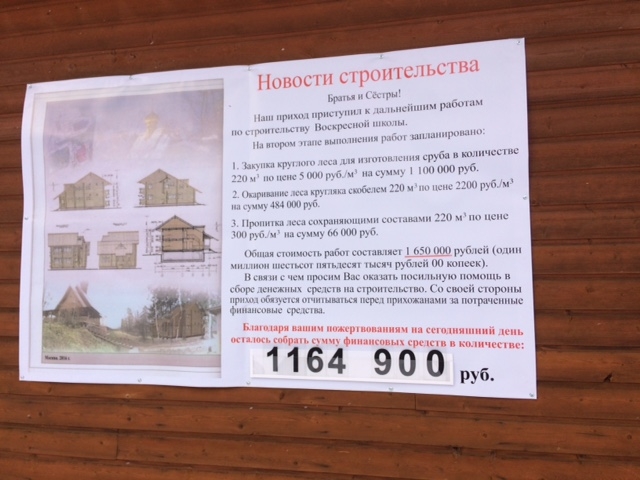 Новости строительства
Братья и Сёстры!
Наш приход приступил к дальнейшим работам
по строительству Воскресной школы.
На втором этапе выполнения работ запланировано:
1. Закупка круглого леса для изготовления сруба в количестве
220 м³ по цене 5 000 руб./м³ на сумму 1 100 000 руб.
2. Окаривание леса кругляка скобелем 220 м³ по цене 2200 руб./м³
на сумму 484 000 руб.
3. Пропитка леса сохраняющими составами 220 м³ по цене
300 руб./м³ на сумму 66 000 руб.
Общая стоимость работ составляет 1 650 000 рублей (один
миллион шестьсот пятьдесят тысяч рублей 00 копеек).
В связи с чем просим Вас оказать посильную помощь в
сборе денежных средств на строительство. Со своей стороны
приход обязуется отчитываться перед прихожанами за потраченные
финансовые средства.
Благодаря вашим пожертвованиям на сегодняшний день
осталось собрать сумму финансовых средств в количестве:
1164 900 руб.
Москва, 2016 г.